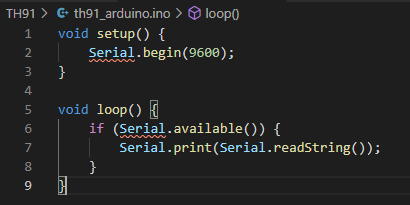 TH91 > th91_arduino.ino > loop()
1 void setup() {
2     Serial.begin(9600);
3 }
4
5 void loop() {
6     if (Serial.available()) {
7         Serial.print(Serial.readString());
8     }
9 }